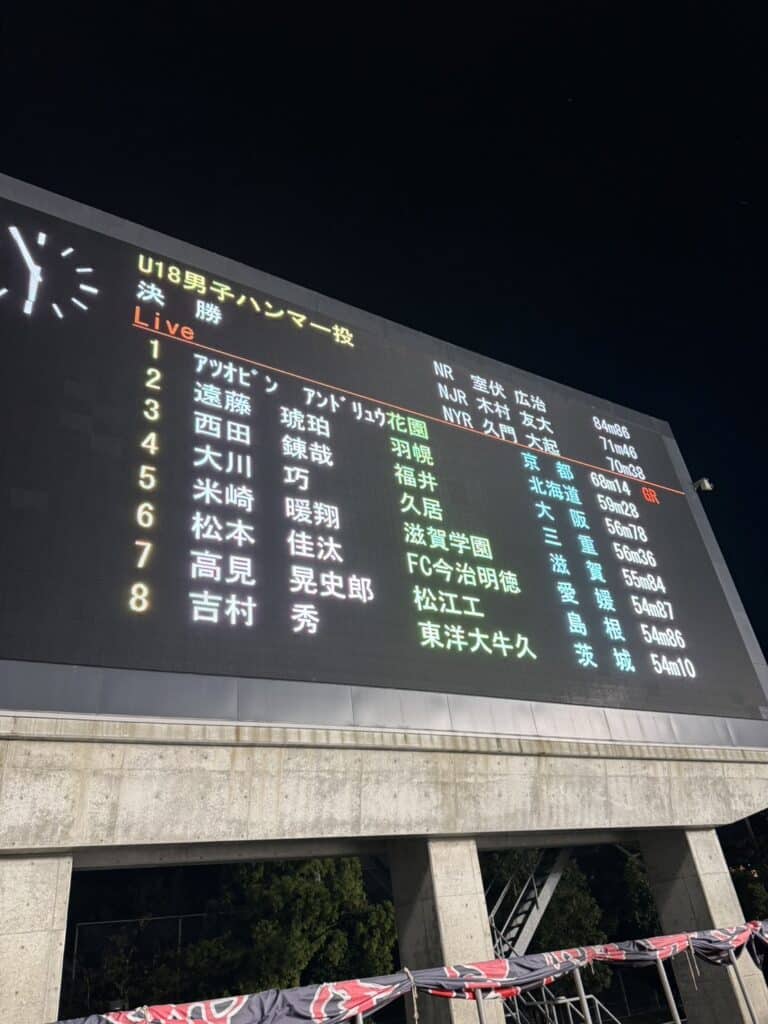 U18男子ハンマー投
決 勝
NR 室伏 広治 84m86
NJR 木村 友大 71m46
NYR 久門 大起 70m38
Live
1 アツオビン アンドリュウ 花園 京都 68m14 GR
2 遠藤 琥珀 羽幌 北海道 59m28
3 西田 錬哉 福井 大阪 56m78
4 大川 巧 久居 三重 56m36
5 米崎 暖翔 滋賀学園 滋賀 55m84
6 松本 佳汰 FC今治明徳 愛媛 54m87
7 高見 晃史郎 松江工 島根 54m86
8 吉村 秀 東洋大牛久 茨城 54m10